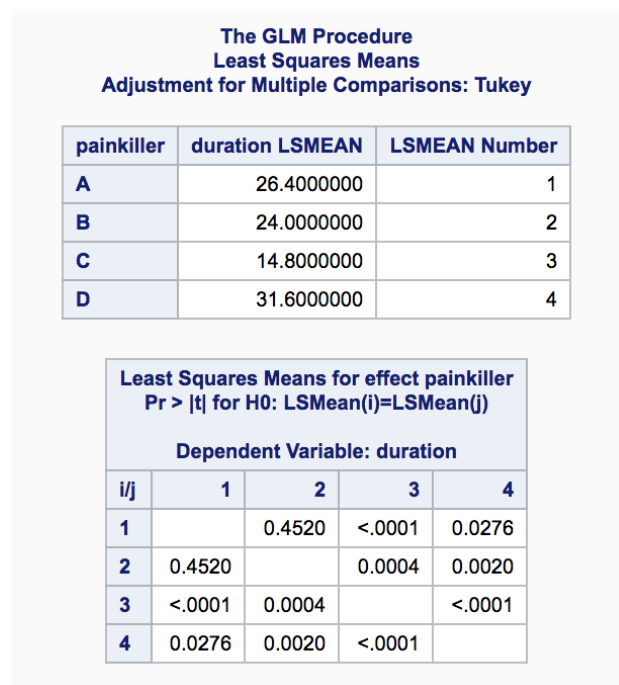 The GLM Procedure
Least Squares Means
Adjustment for Multiple Comparisons: Tukey
painkiller duration LSMEAN LSMEAN Number
A 26.4000000 1
B 24.0000000 2
C 14.8000000 3
D 31.6000000 4
Least Squares Means for effect painkiller
Pr > |t| for H0: LSMean(i)=LSMean(j)
Dependent Variable: duration
i/j 1 2 3 4
1 0.4520 <.0001 0.0276
2 0.4520 0.0004 0.0020
3 <.0001 0.0004 <.0001
4 0.0276 0.0020 <.0001